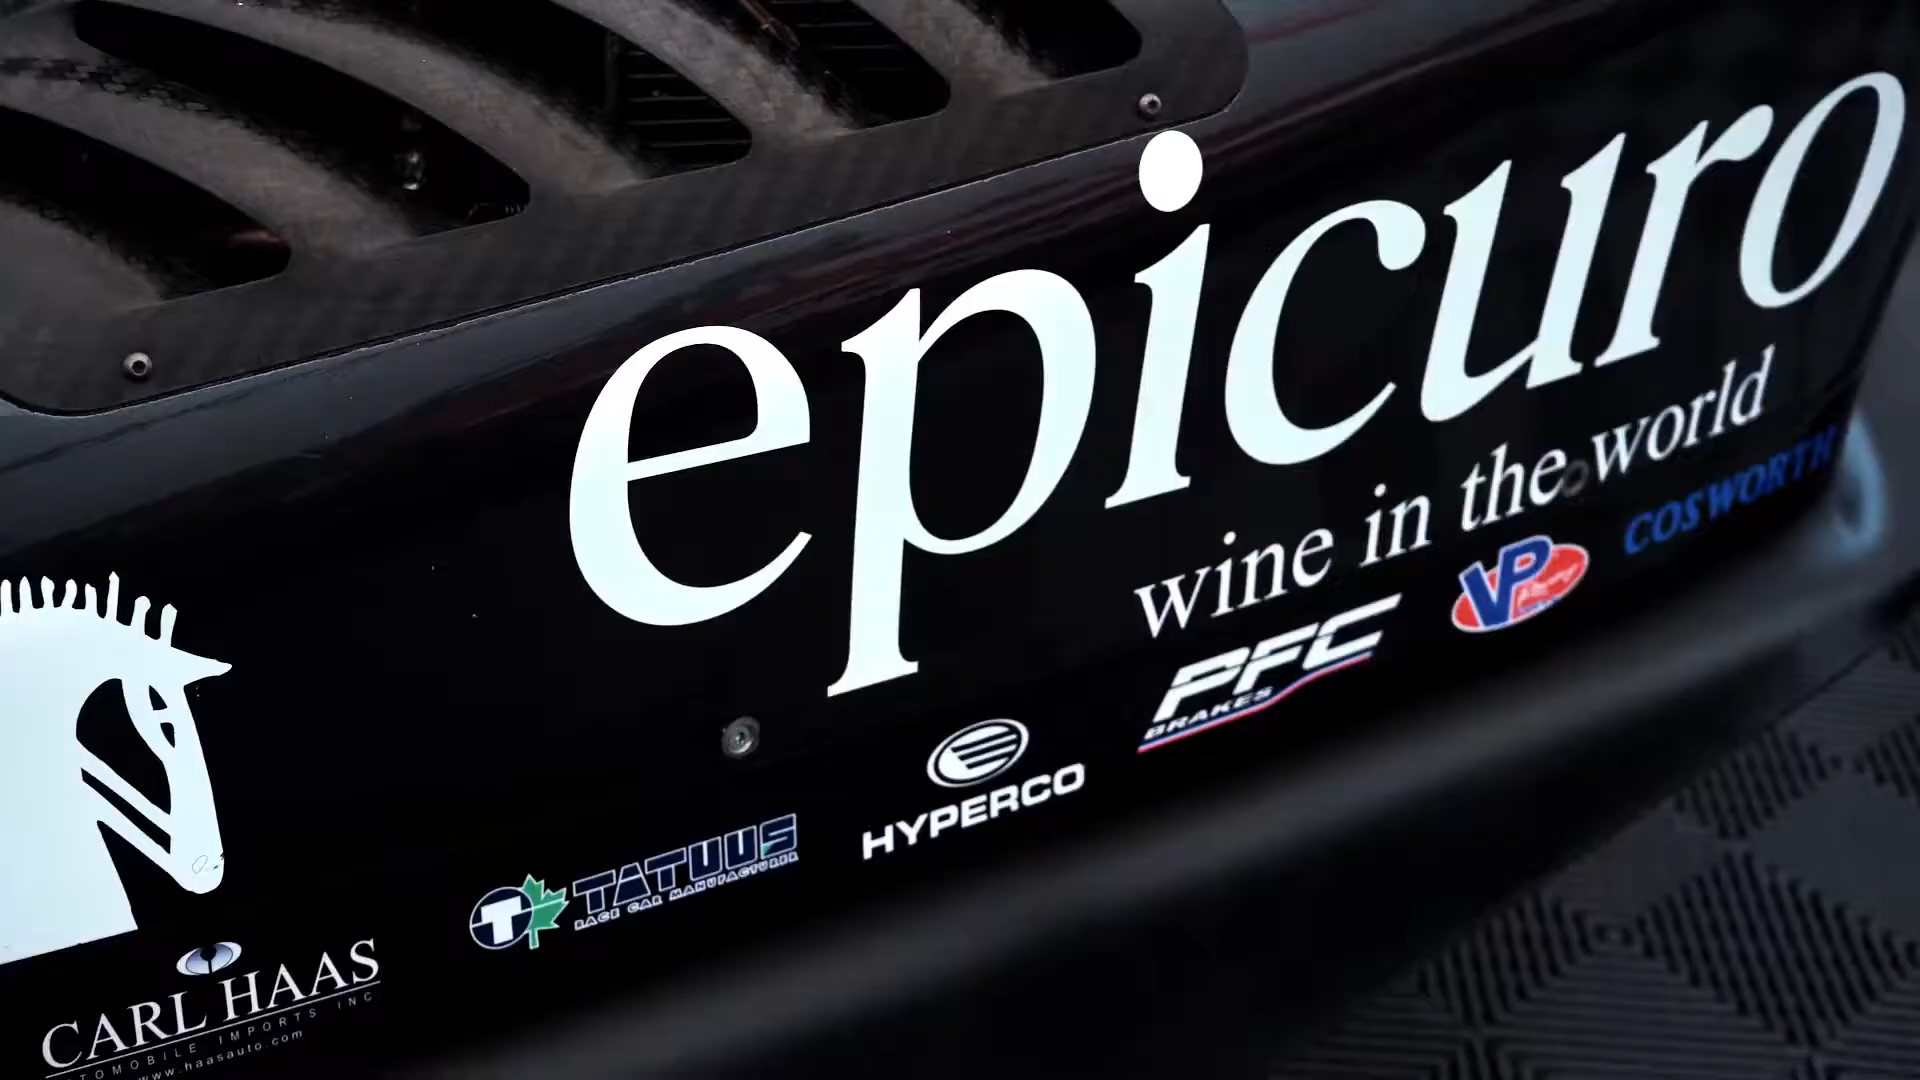 epicuro
wine in the world
COSWORTH
VP
PFC
BRAKES
HYPERCO
T TATUUS
RACE CAR MANUFACTURER
CARL HAAS
AUTOMOBILE IMPORTS INC
www.haasauto.com